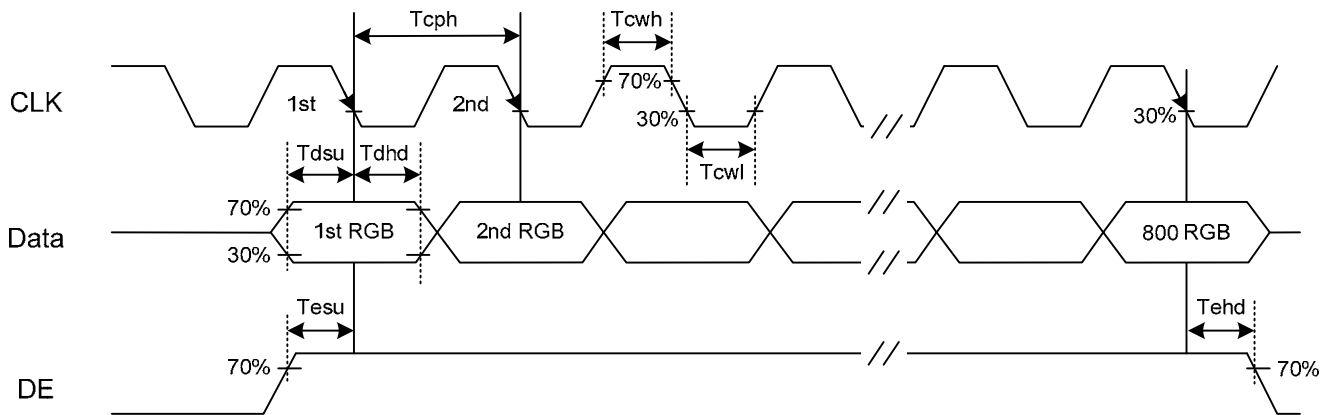 Tcph
Tcwh
CLK
1st
2nd
70%
30%
30%
Tdsu
Tdhd
Tcwl
70%
Data
1st RGB
2nd RGB
800 RGB
30%
Tesu
Tehd
70%
70%
DE